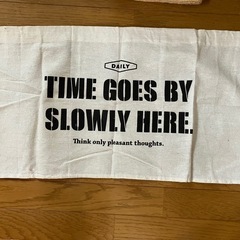 DAILY
TIME GOES BY
SLOWLY HERE.
Think only pleasant thoughts.